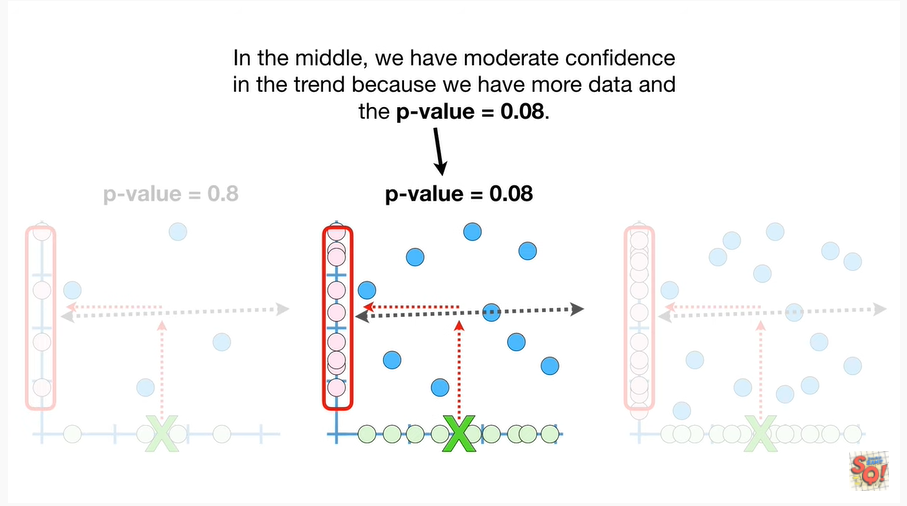 In the middle, we have moderate confidence
in the trend because we have more data and
the p-value = 0.08.
p-value = 0.8
p-value = 0.08
X
X
X
SQ!